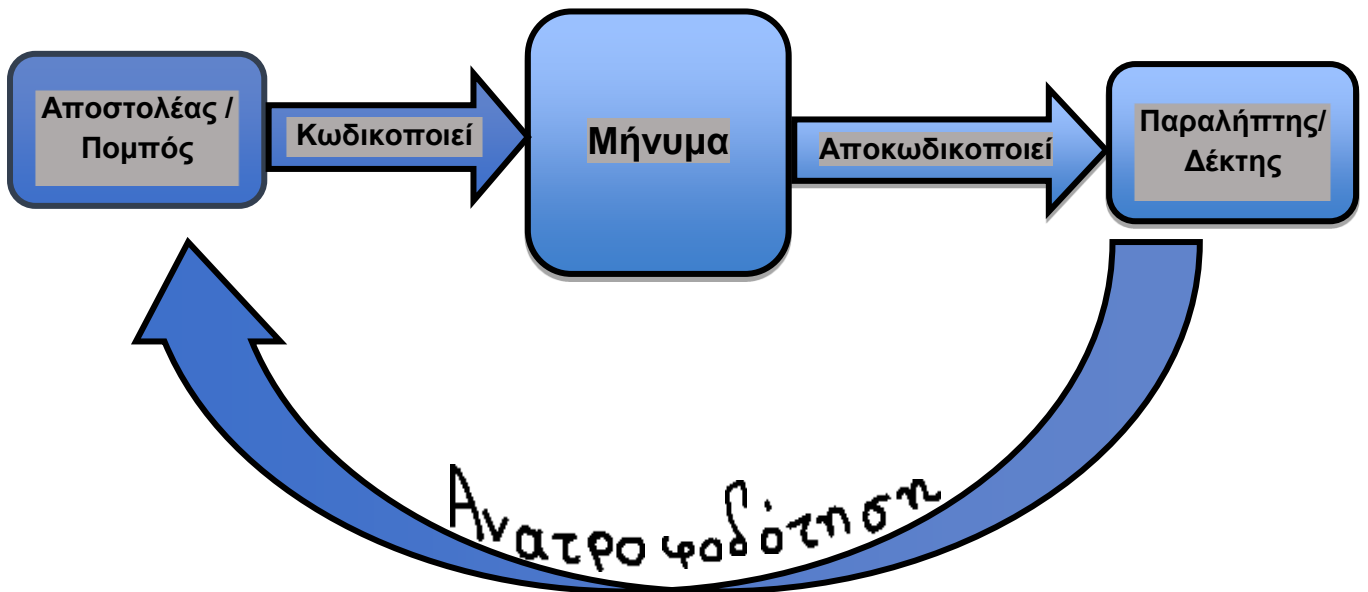 Αποστολέας /
Πομπός
Κωδικοποιεί
Μήνυμα
Αποκωδικοποιεί
Παραλήπτης/
Δέκτης
Ανατροφοδότηση